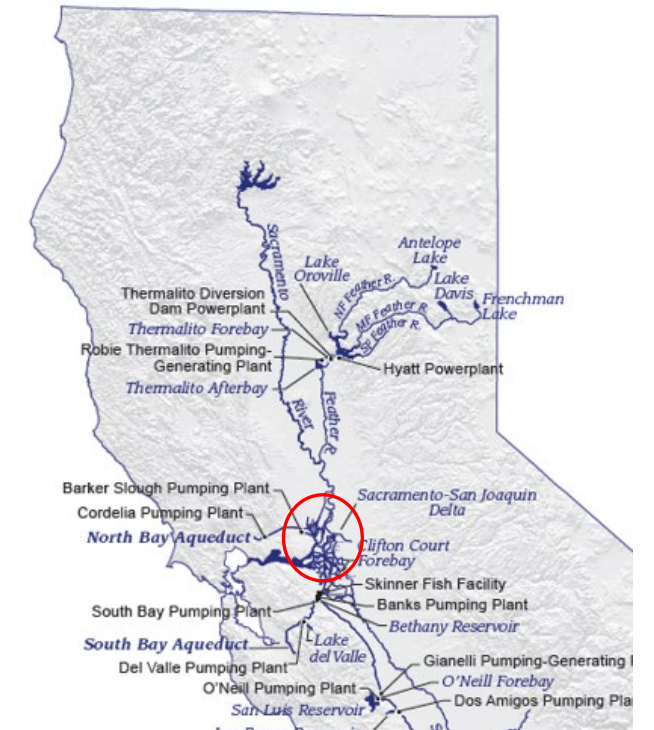 Sacramento
River
Antelope
Lake
Lake
Oroville
NF Feather R.
Lake
Davis
Frenchman
Lake
MF Feather R.
SF Feather R.
Thermalito Diversion
Dam Powerplant
Thermalito Forebay
Robie Thermalito Pumping-
Generating Plant
Hyatt Powerplant
Thermalito Afterbay
Feather R.
Barker Slough Pumping Plant
Sacramento-San Joaquin
Delta
Cordelia Pumping Plant
North Bay Aqueduct
Clifton Court
Forebay
Skinner Fish Facility
South Bay Pumping Plant
Banks Pumping Plant
Bethany Reservoir
South Bay Aqueduct
Lake
del Valle
Del Valle Pumping Plant
Gianelli Pumping-Generating
O'Neill Pumping Plant
O'Neill Forebay
San Luis Reservoir
Dos Amigos Pumping Pla